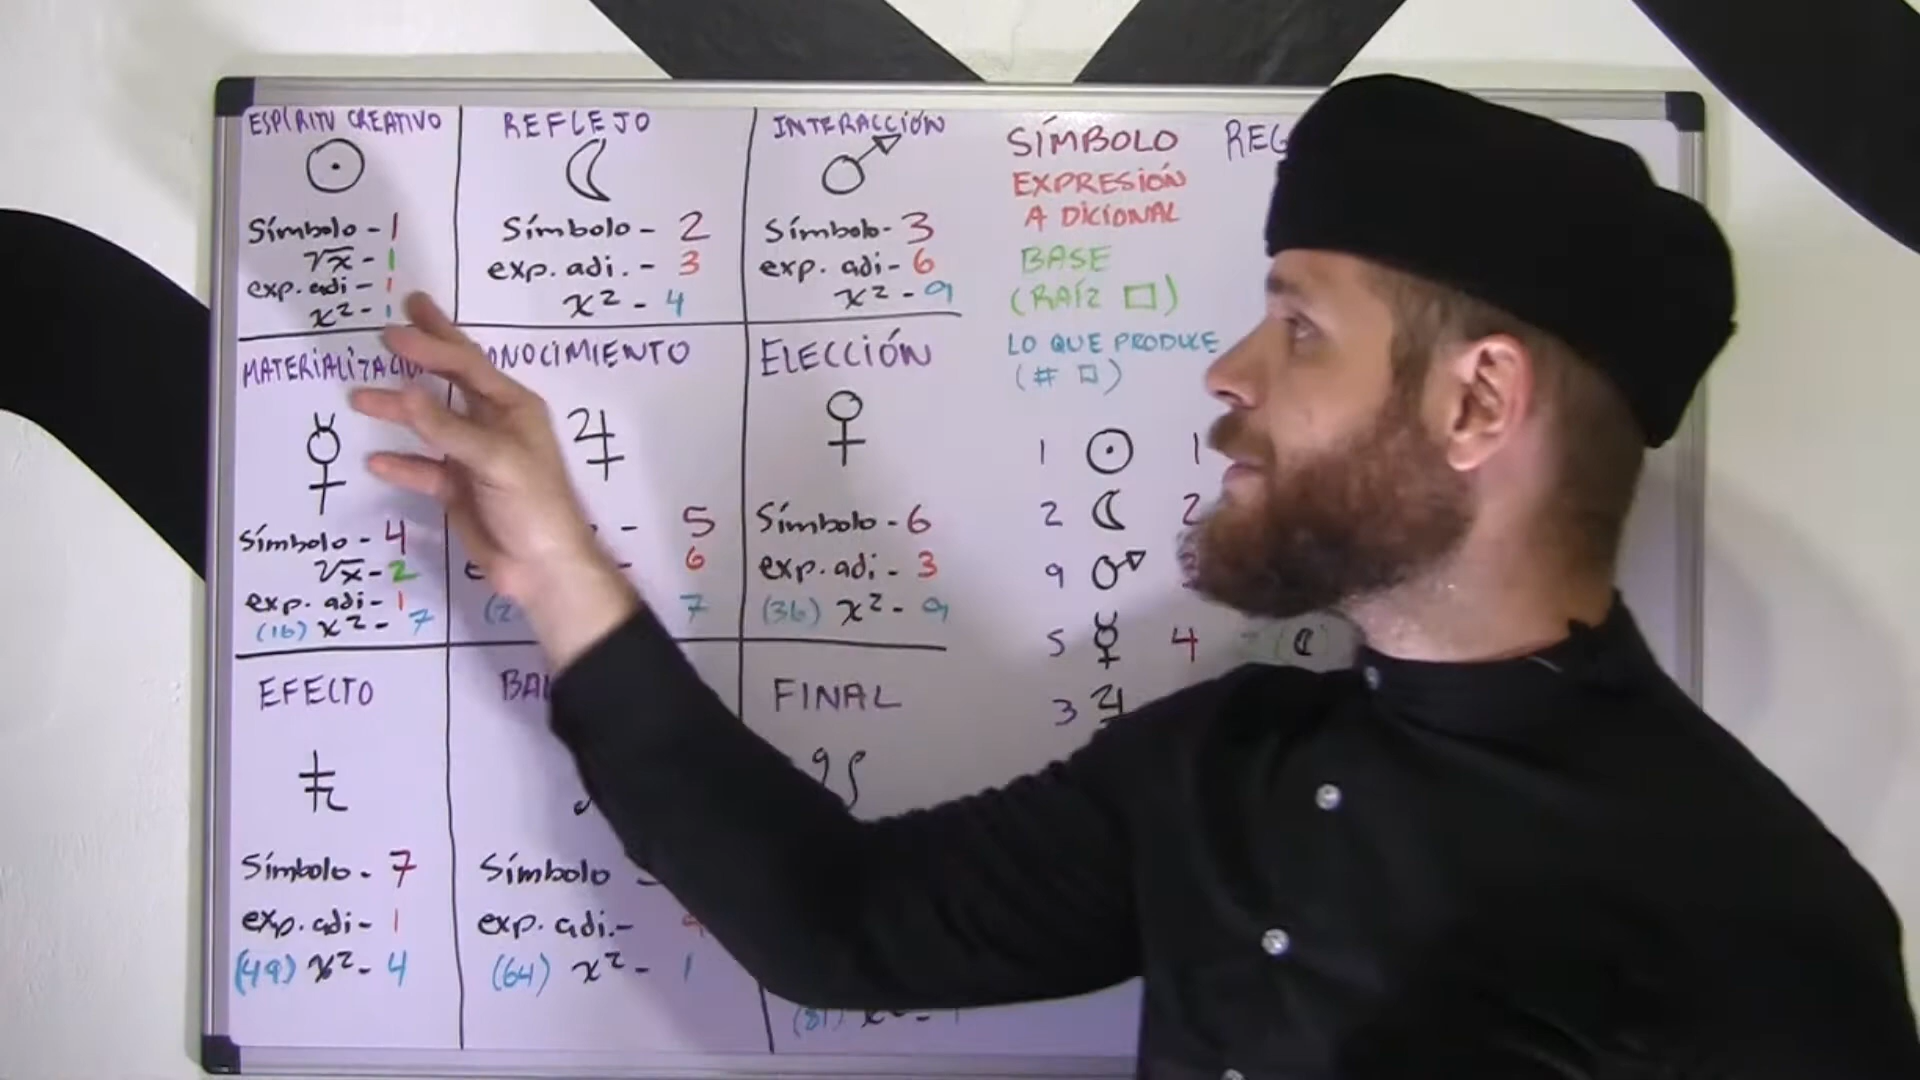 ESPÍRITU CREATIVO
Símbolo - 1
√x - 1
exp. adi - 1
x² - 1
REFLEJO
Símbolo - 2
exp. adi. - 3
x² - 4
INTERACCIÓN
Símbolo - 3
exp. adi - 6
x² - 9
MATERIALIZACIÓN
Símbolo - 4
√x - 2
exp. adi - 1
(16) x² - 7
ONOCIMIENTO
- 5
- 6
7
ELECCIÓN
Símbolo - 6
exp. adi - 3
(36) x² - 9
EFECTO
Símbolo - 7
exp. adi - 1
(49) x² - 4
Símbolo -
exp. adi. -
(64) x² - 1
FINAL
(81)
SÍMBOLO
EXPRESIÓN
ADICIONAL
BASE
(RAÍZ □)
LO QUE PRODUCE
(# □)
REG
1 ☉ 1
2 ☾ 2
9 ♂
5 ☿ 4 - (☾)
3 ♃